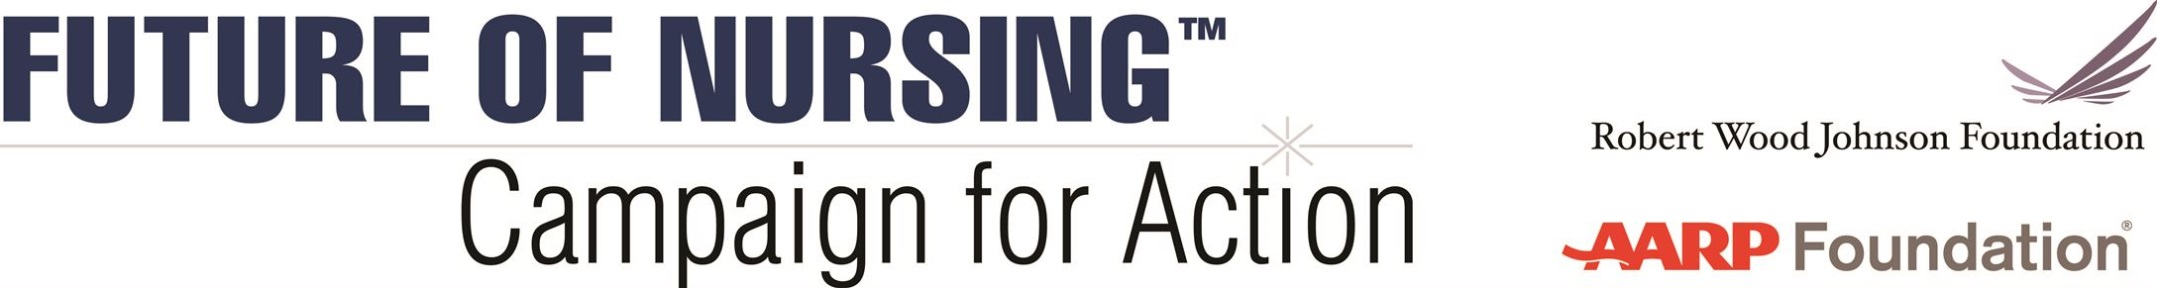 FUTURE OF NURSING™
Campaign for Action
Robert Wood Johnson Foundation
AARP Foundation®